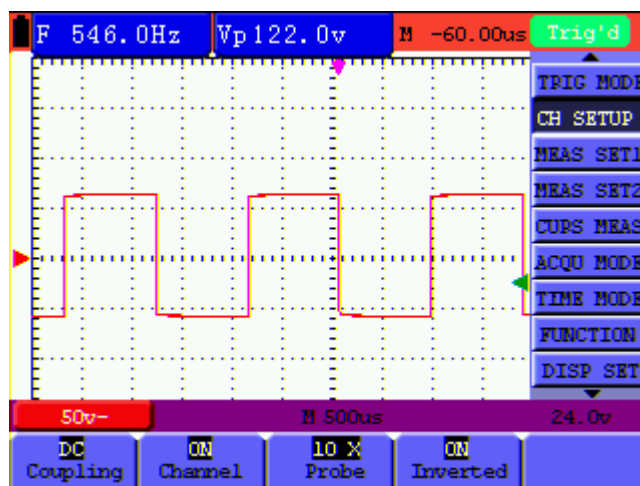 F 546.0Hz Vp122.0v M -60.00us Trig'd
TRIG MODE
CH SETUP
MEAS SET1
MEAS SET2
CURS MEAS
ACQU MODE
TIME MODE
FUNCTION
DISP SET
50v- M 500us 24.0v
DC ON 10 X ON
Coupling Channel Probe Inverted